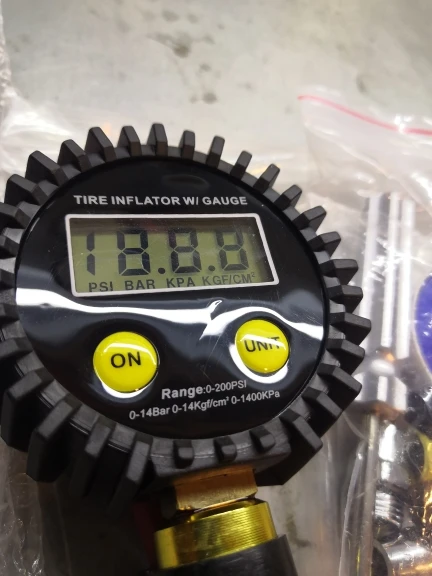 TIRE INFLATOR W/ GAUGE
18.8.8
PSI BAR KPA KGF/CM²
ON
UNIT
Range:0-200PSI
0-14Bar 0-14Kgf/cm² 0-1400KPa